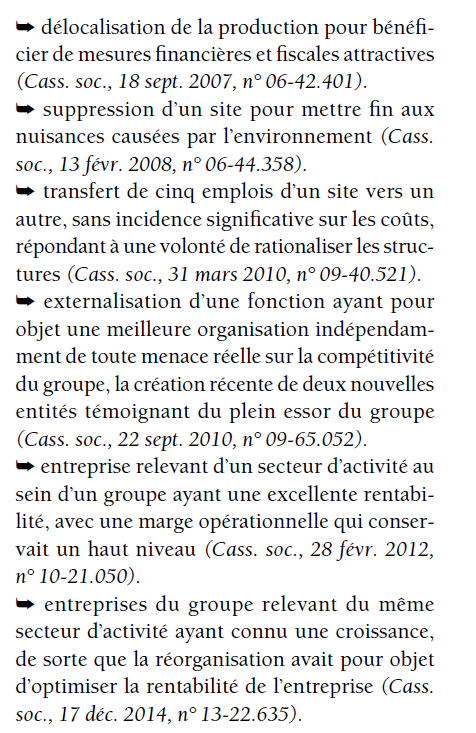 ➥ délocalisation de la production pour bénéfi-
cier de mesures financières et fiscales attractives
(Cass. soc., 18 sept. 2007, n° 06-42.401).
➥ suppression d’un site pour mettre fin aux
nuisances causées par l’environnement (Cass.
soc., 13 févr. 2008, n° 06-44.358).
➥ transfert de cinq emplois d’un site vers un
autre, sans incidence significative sur les coûts,
répondant à une volonté de rationaliser les struc-
tures (Cass. soc., 31 mars 2010, n° 09-40.521).
➥ externalisation d’une fonction ayant pour
objet une meilleure organisation indépendam-
ment de toute menace réelle sur la compétitivité
du groupe, la création récente de deux nouvelles
entités témoignant du plein essor du groupe
(Cass. soc., 22 sept. 2010, n° 09-65.052).
➥ entreprise relevant d’un secteur d’activité au
sein d’un groupe ayant une excellente rentabi-
lité, avec une marge opérationnelle qui conser-
vait un haut niveau (Cass. soc., 28 févr. 2012,
n° 10-21.050).
➥ entreprises du groupe relevant du même
secteur d’activité ayant connu une croissance,
de sorte que la réorganisation avait pour objet
d’optimiser la rentabilité de l’entreprise (Cass.
soc., 17 déc. 2014, n° 13-22.635).